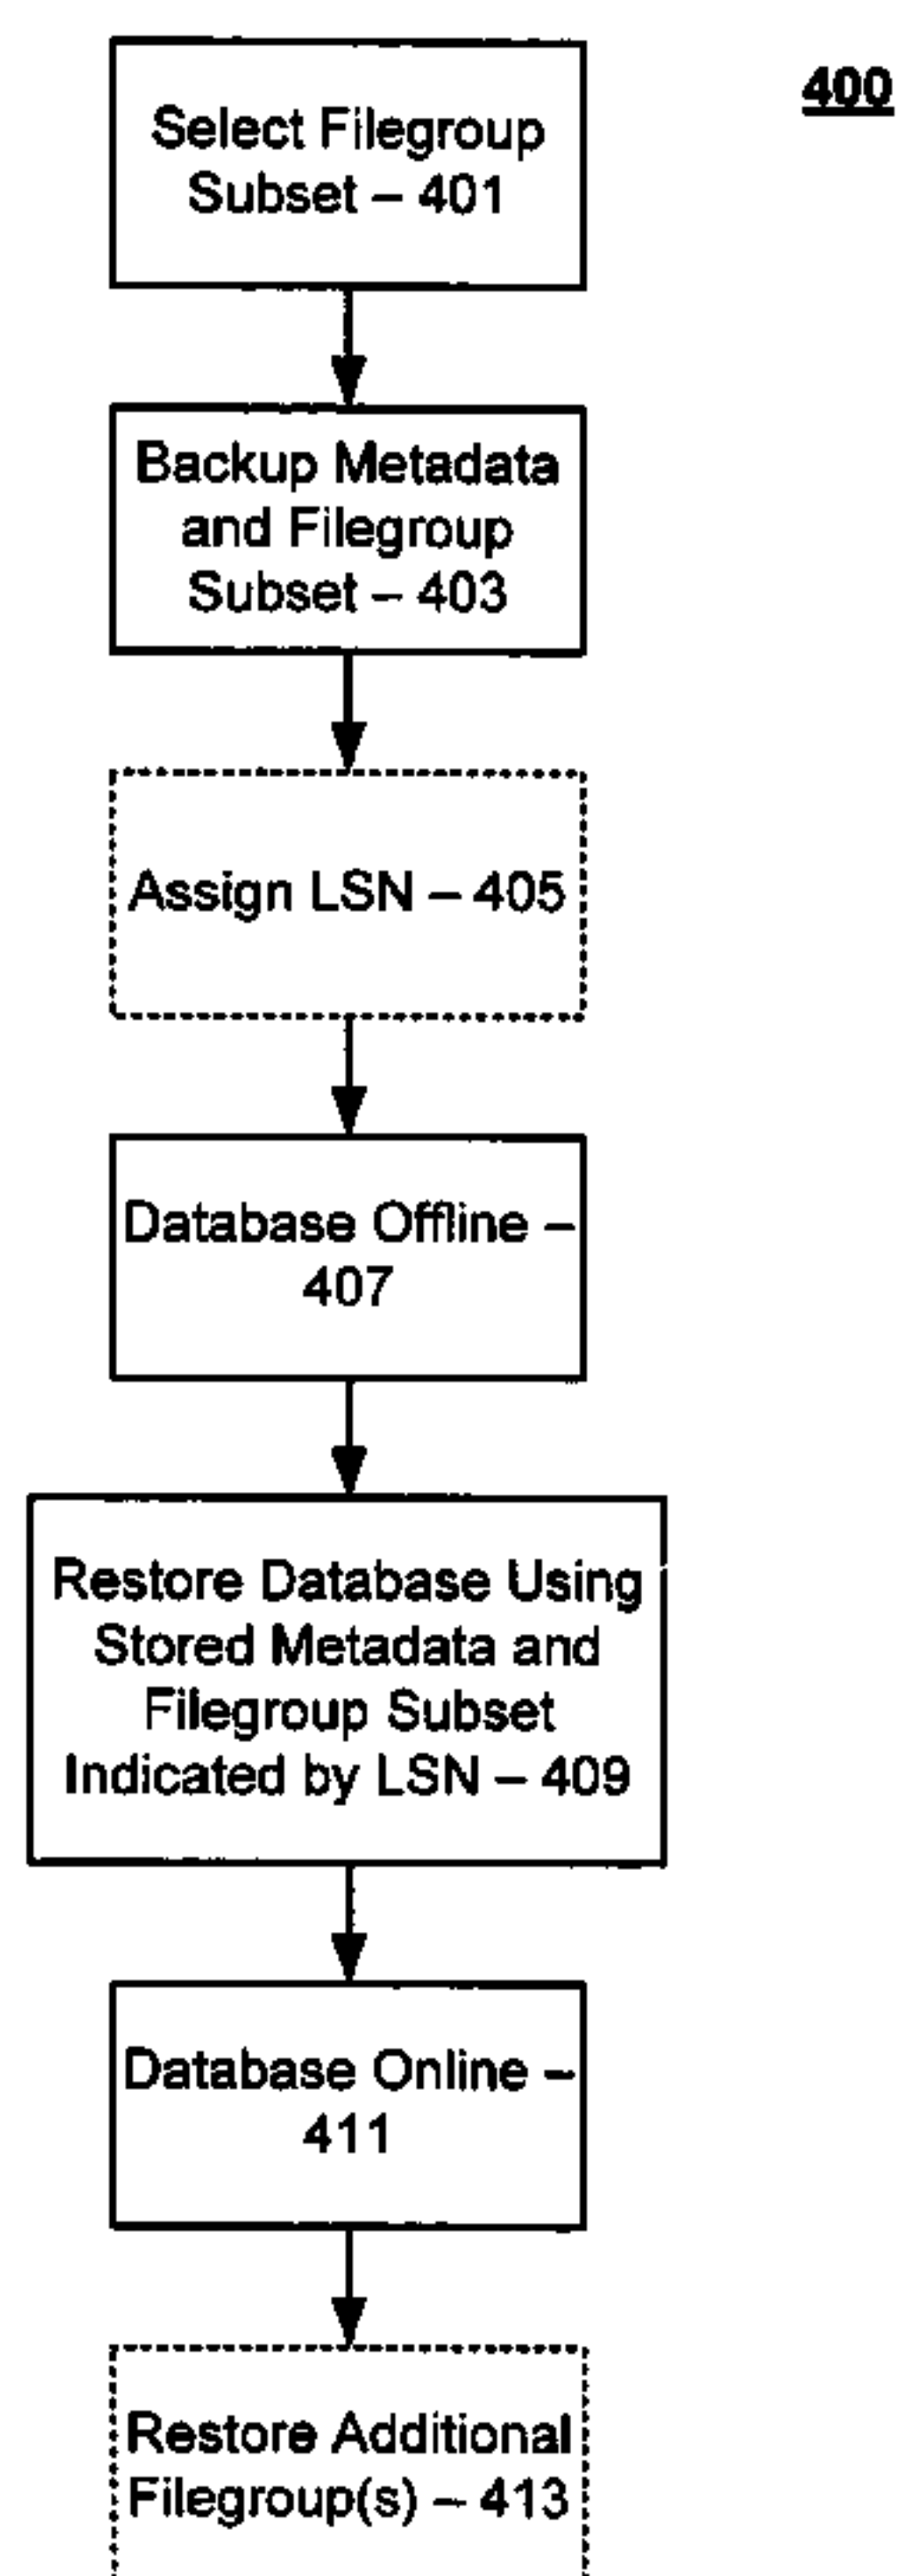 400
Select Filegroup
Subset – 401
Backup Metadata
and Filegroup
Subset – 403
Assign LSN – 405
Database Offline –
407
Restore Database Using
Stored Metadata and
Filegroup Subset
Indicated by LSN – 409
Database Online –
411
Restore Additional
Filegroup(s) – 413